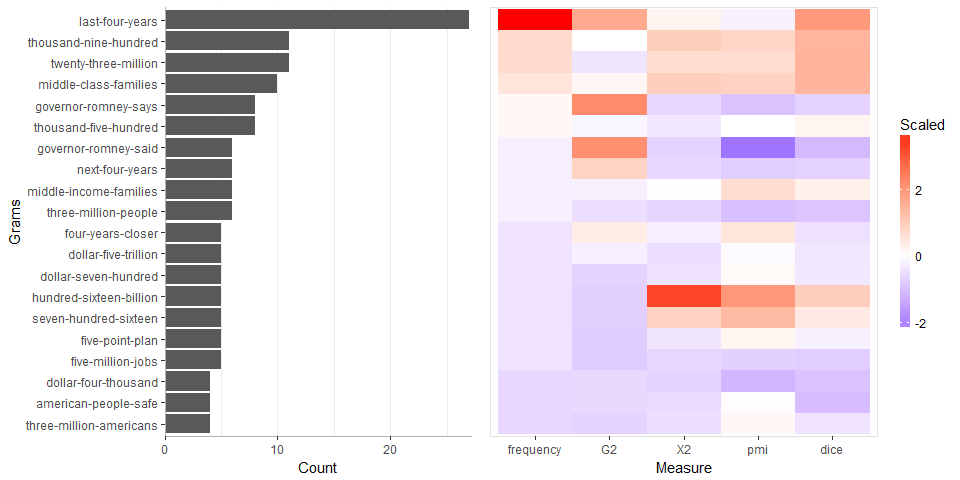 last-four-years
thousand-nine-hundred
twenty-three-million
middle-class-families
governor-romney-says
thousand-five-hundred
governor-romney-said
next-four-years
middle-income-families
three-million-people
four-years-closer
dollar-five-trillion
dollar-seven-hundred
hundred-sixteen-billion
seven-hundred-sixteen
five-point-plan
five-million-jobs
dollar-four-thousand
american-people-safe
three-million-americans
Grams
0 10 20
Count
frequency G2 X2 pmi dice
Measure
Scaled
2
0
-2